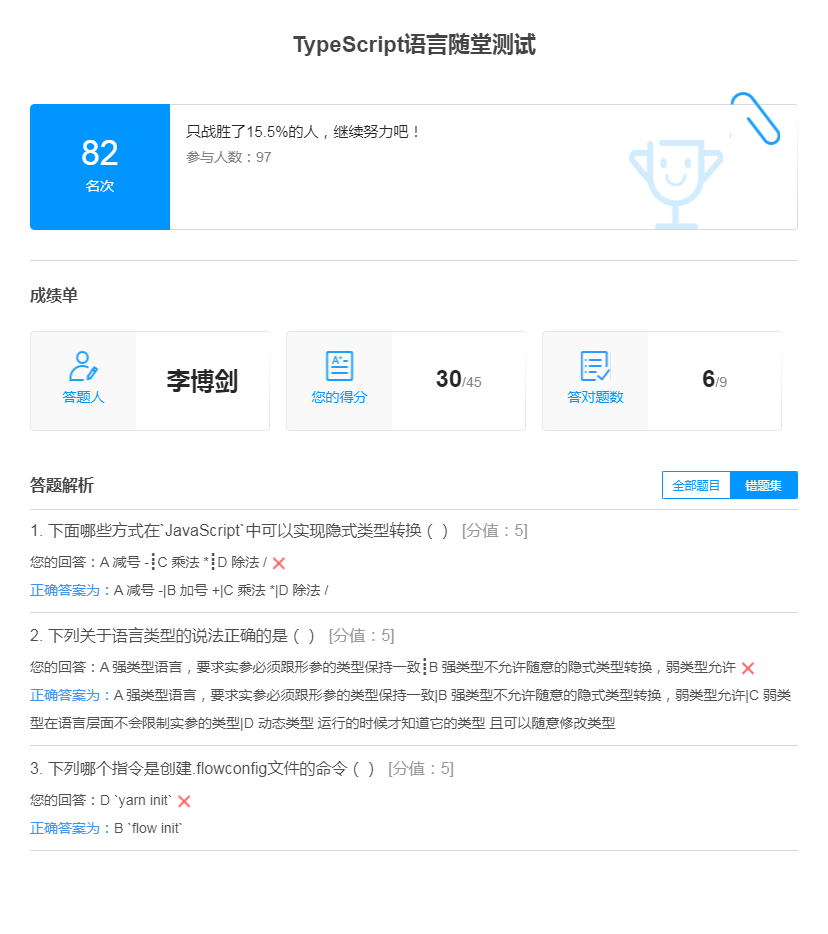 TypeScript语言随堂测试
82
名次
只战胜了15.5%的人，继续努力吧！
参与人数：97
成绩单
答题人
李博剑
A+-
您的得分
30/45
答对题数
6/9
答题解析
全部题目
错题集
1. 下面哪些方式在`JavaScript`中可以实现隐式类型转换（ ） [分值：5]
您的回答：A 减号 -┋C 乘法 *┋D 除法 /
正确答案为：A 减号 -|B 加号 +|C 乘法 *|D 除法 /
2. 下列关于语言类型的说法正确的是（ ） [分值：5]
您的回答：A 强类型语言，要求实参必须跟形参的类型保持一致┋B 强类型不允许随意的隐式类型转换，弱类型允许
正确答案为：A 强类型语言，要求实参必须跟形参的类型保持一致|B 强类型不允许随意的隐式类型转换，弱类型允许|C 弱类
型在语言层面不会限制实参的类型|D 动态类型 运行的时候才知道它的类型 且可以随意修改类型
3. 下列哪个指令是创建.flowconfig文件的命令（ ） [分值：5]
您的回答：D `yarn init`
正确答案为：B `flow init`